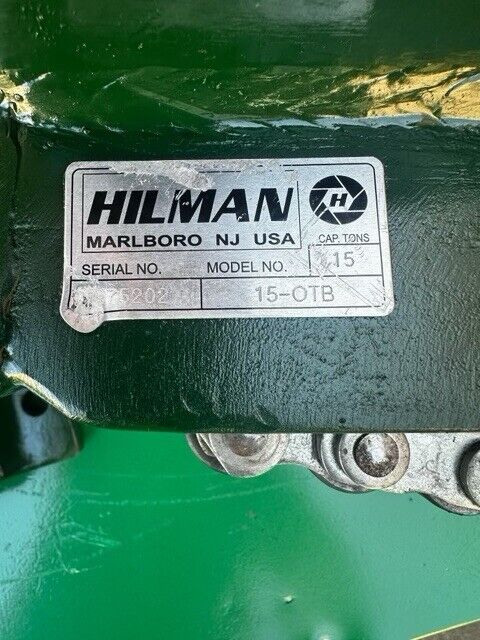 HILMAN
H
MARLBORO NJ USA
CAP. TONS
SERIAL NO.
MODEL NO.
15
15-OTB